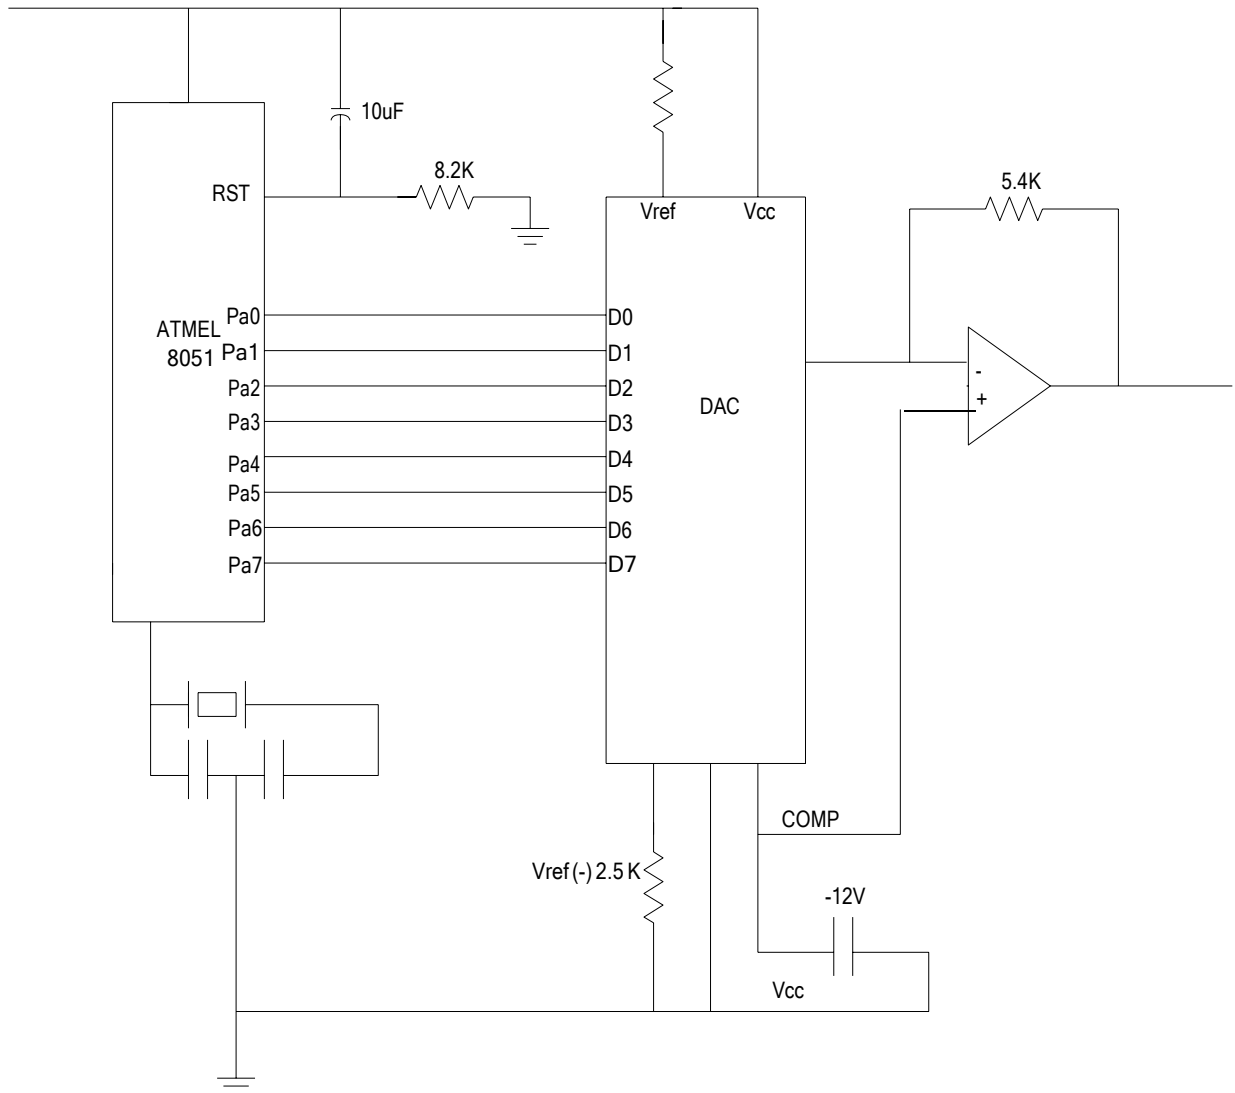 10uF
8.2K
RST
5.4K
Vref
Vcc
ATMEL
8051
Pa0
Pa1
Pa2
Pa3
Pa4
Pa5
Pa6
Pa7
D0
D1
D2
D3
D4
D5
D6
D7
DAC
-
+
COMP
Vref (-) 2.5 K
-12V
Vcc